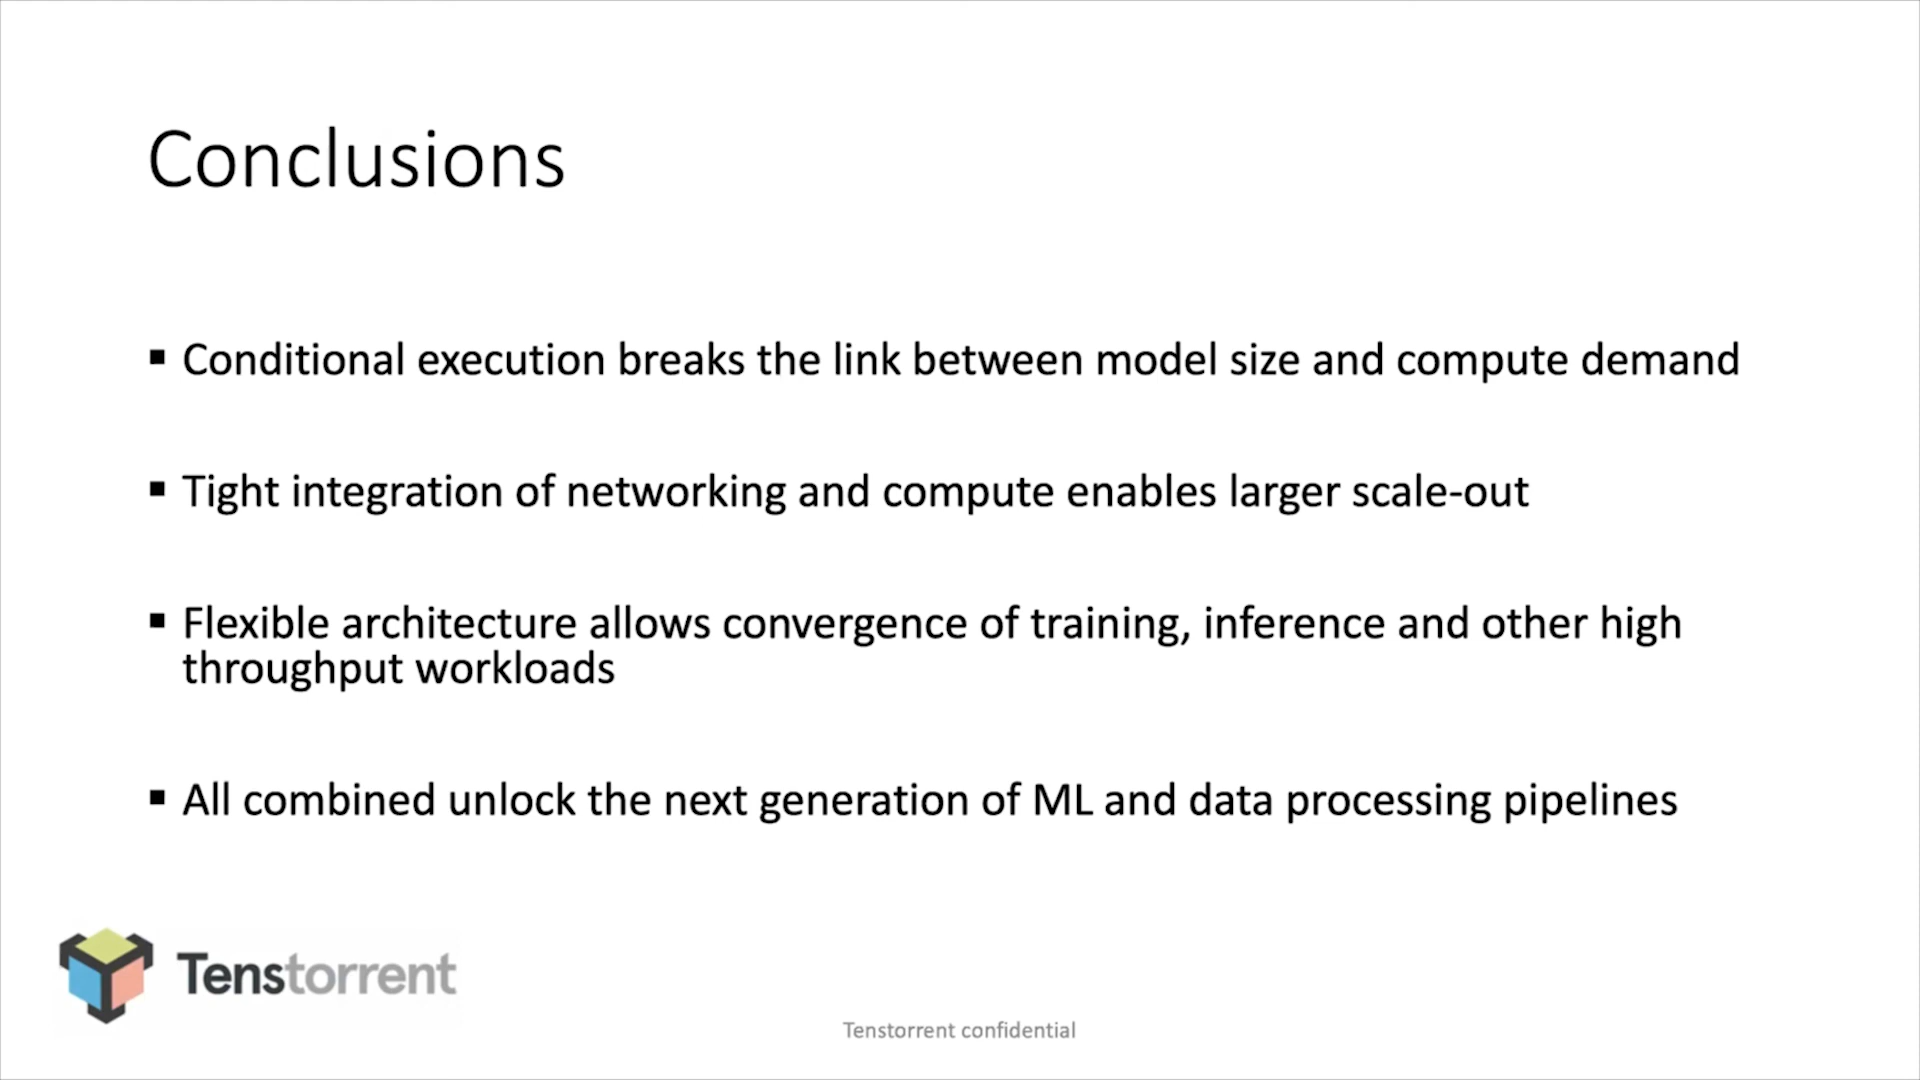 Conclusions
▪ Conditional execution breaks the link between model size and compute demand
▪ Tight integration of networking and compute enables larger scale-out
▪ Flexible architecture allows convergence of training, inference and other high
throughput workloads
▪ All combined unlock the next generation of ML and data processing pipelines
Tenstorrent
Tenstorrent confidential